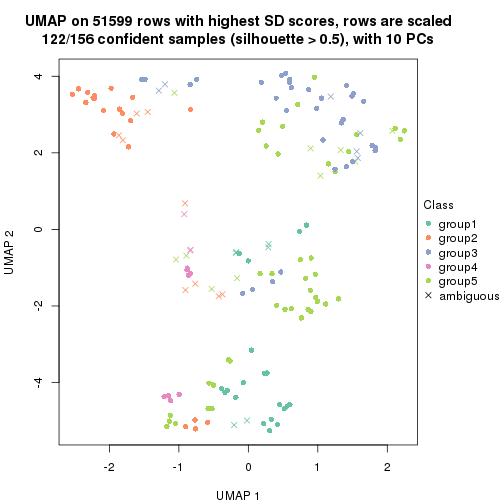 UMAP on 51599 rows with highest SD scores, rows are scaled
122/156 confident samples (silhouette > 0.5), with 10 PCs
4
2
0
-2
-4
UMAP 2
-2
-1
0
1
2
UMAP 1
Class
group1
group2
group3
group4
group5
ambiguous